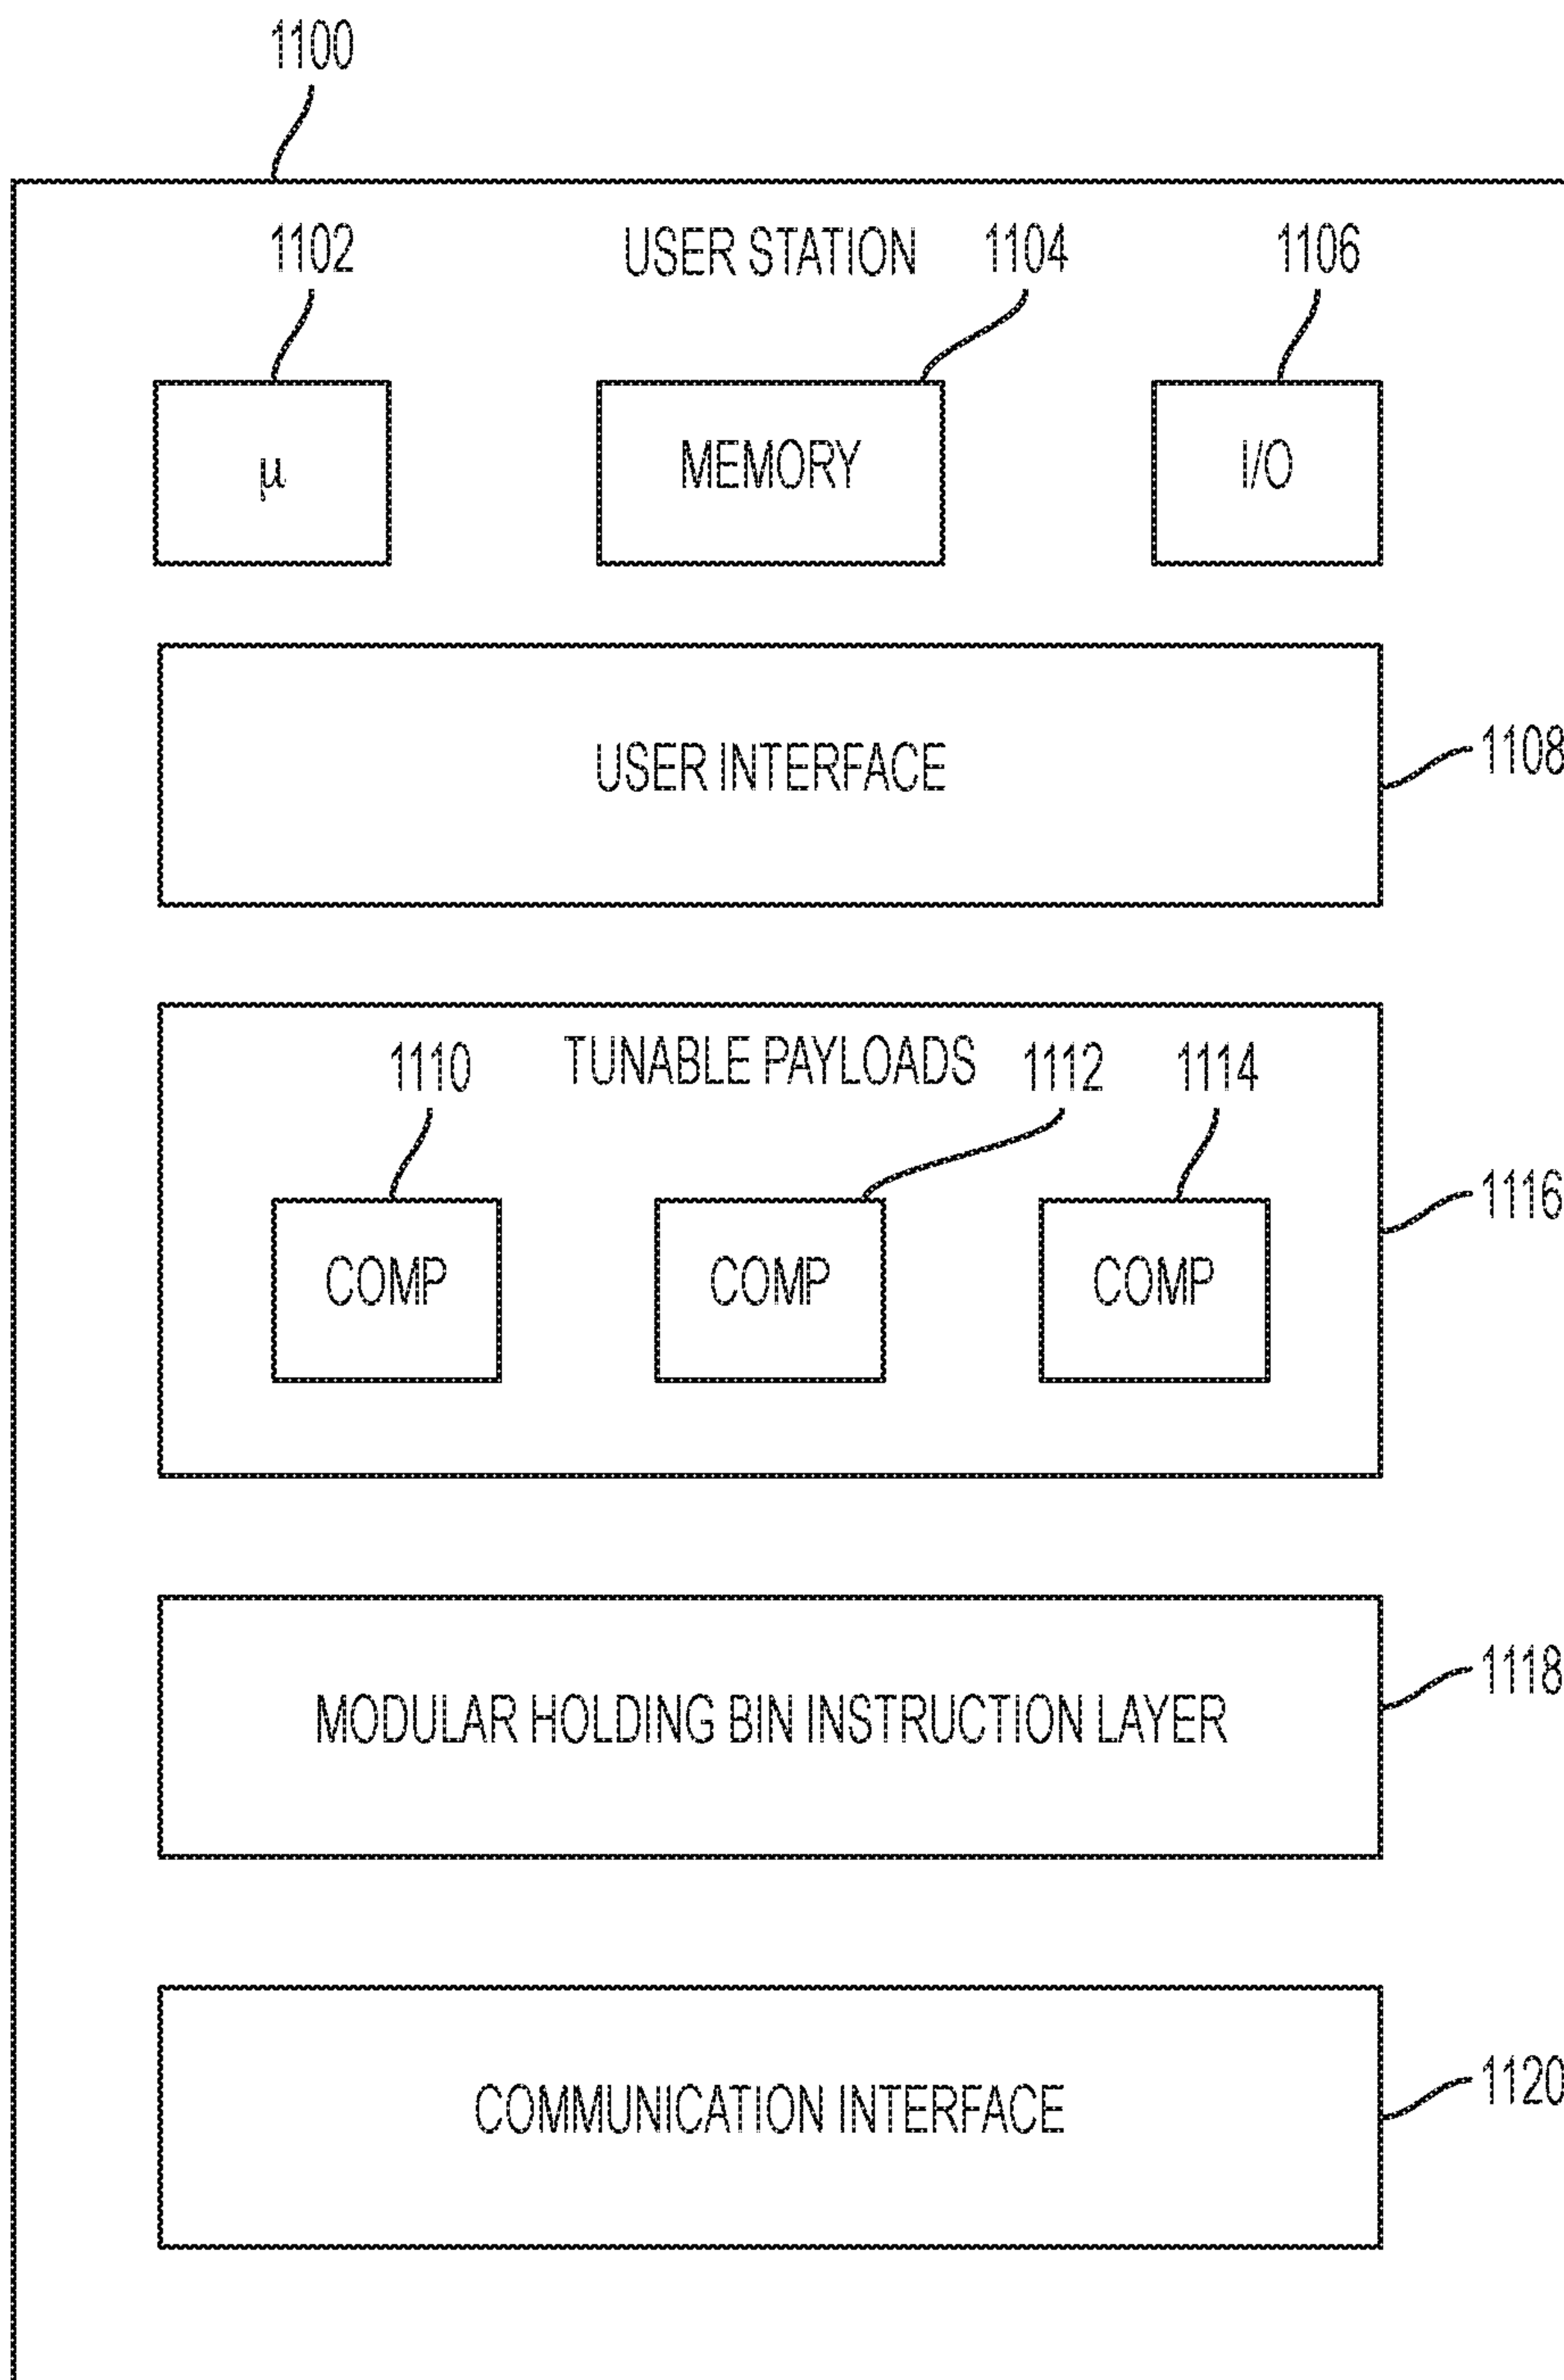 1100
1102 USER STATION 1104 1106
μ MEMORY I/O
USER INTERFACE 1108
1110 TUNABLE PAYLOADS 1112 1114
COMP COMP COMP 1116
MODULAR HOLDING BIN INSTRUCTION LAYER 1118
COMMUNICATION INTERFACE 1120